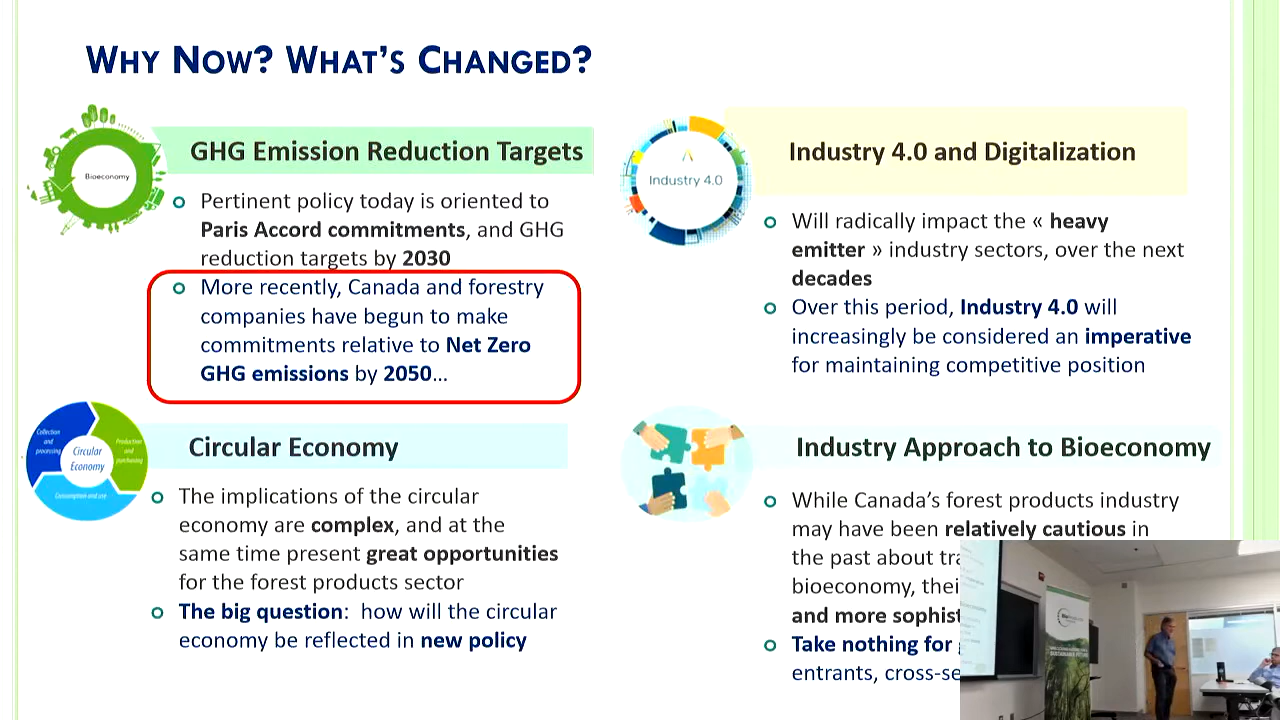 WHY NOW? WHAT'S CHANGED?
Bioeconomy
GHG Emission Reduction Targets
Pertinent policy today is oriented to
Paris Accord commitments, and GHG
reduction targets by 2030
More recently, Canada and forestry
companies have begun to make
commitments relative to Net Zero
GHG emissions by 2050...
Collection
and
processing
Circular
Economy
Production
and
purchasing
Consumption and use
Circular Economy
The implications of the circular
economy are complex, and at the
same time present great opportunities
for the forest products sector
The big question: how will the circular
economy be reflected in new policy
Industry 4.0
Industry 4.0 and Digitalization
Will radically impact the « heavy
emitter » industry sectors, over the next
decades
Over this period, Industry 4.0 will
increasingly be considered an imperative
for maintaining competitive position
Industry Approach to Bioeconomy
While Canada's forest products industry
may have been relatively cautious in
the past about
bioeconomy,
and more
Take nothing for
entrants,